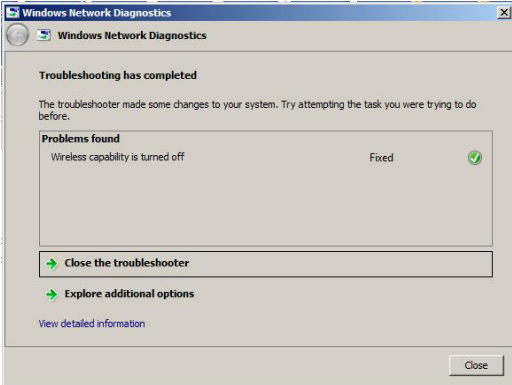 Windows Network Diagnostics
Windows Network Diagnostics
Troubleshooting has completed
The troubleshooter made some changes to your system. Try attempting the task you were trying to do
before.
Problems found
Wireless capability is turned off Fixed
Close the troubleshooter
Explore additional options
View detailed information
Close